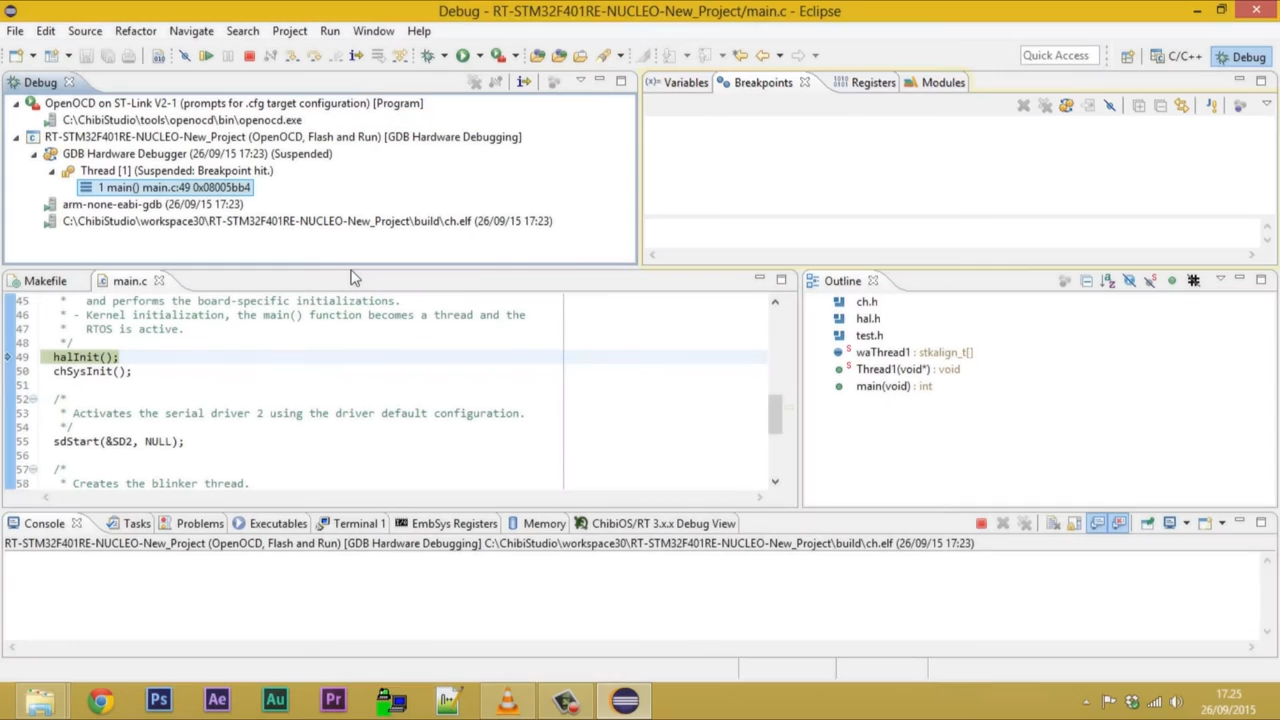 Debug - RT-STM32F401RE-NUCLEO-New_Project/main.c - Eclipse
File Edit Source Refactor Navigate Search Project Run Window Help
Quick Access C/C++ Debug
Debug
OpenOCD on ST-Link V2-1 (prompts for .cfg target configuration) [Program]
C:\ChibiStudio\tools\openocd\bin\openocd.exe
RT-STM32F401RE-NUCLEO-New_Project (OpenOCD, Flash and Run) [GDB Hardware Debugging]
GDB Hardware Debugger (26/09/15 17:23) (Suspended)
Thread [1] (Suspended: Breakpoint hit.)
1 main() main.c:49 0x08005bb4
arm-none-eabi-gdb (26/09/15 17:23)
C:\ChibiStudio\workspace30\RT-STM32F401RE-NUCLEO-New_Project\build\ch.elf (26/09/15 17:23)
(x)= Variables Breakpoints Registers Modules
Makefile main.c
45 * and performs the board-specific initializations.
46 * - Kernel initialization, the main() function becomes a thread and the
47 * RTOS is active.
48 */
49 halInit();
50 chSysInit();
51
52 /*
53 * Activates the serial driver 2 using the driver default configuration.
54 */
55 sdStart(&SD2, NULL);
56
57 /*
58 * Creates the blinker thread.
Outline
ch.h
hal.h
test.h
waThread1 : stkalign_t[]
Thread1(void*) : void
main(void) : int
Console Tasks Problems Executables Terminal 1 EmbSys Registers Memory ChibiOS/RT 3.x.x Debug View
RT-STM32F401RE-NUCLEO-New_Project (OpenOCD, Flash and Run) [GDB Hardware Debugging] C:\ChibiStudio\workspace30\RT-STM32F401RE-NUCLEO-New_Project\build\ch.elf (26/09/15 17:23)
Ps Ae Au Pr
17.25
26/09/2015